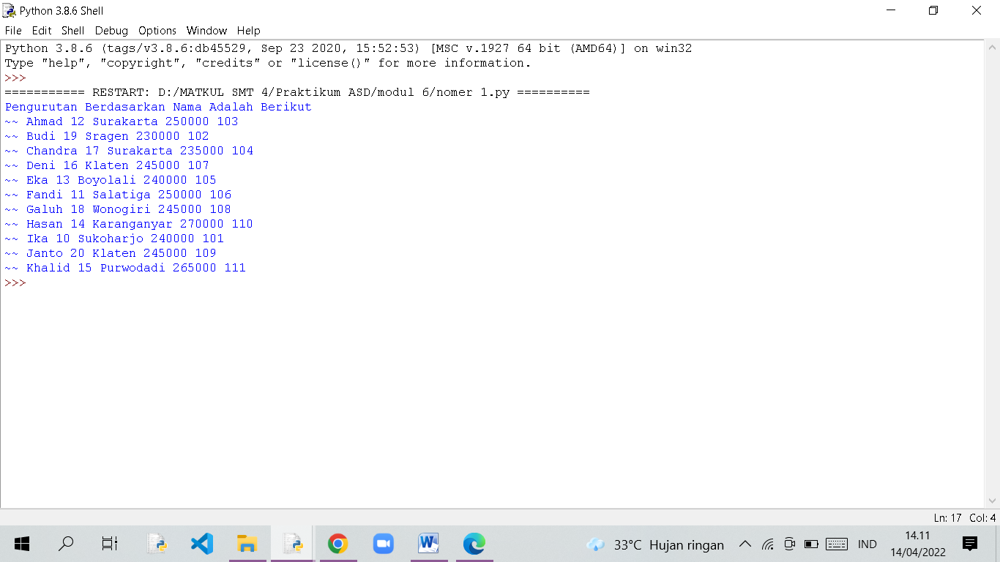 Python 3.8.6 Shell
File Edit Shell Debug Options Window Help
Python 3.8.6 (tags/v3.8.6:db45529, Sep 23 2020, 15:52:53) [MSC v.1927 64 bit (AMD64)] on win32
Type "help", "copyright", "credits" or "license()" for more information.
>>>
=========== RESTART: D:/MATKUL SMT 4/Praktikum ASD/modul 6/nomer 1.py ==========
Pengurutan Berdasarkan Nama Adalah Berikut
~~ Ahmad 12 Surakarta 250000 103
~~ Budi 19 Sragen 230000 102
~~ Chandra 17 Surakarta 235000 104
~~ Deni 16 Klaten 245000 107
~~ Eka 13 Boyolali 240000 105
~~ Fandi 11 Salatiga 250000 106
~~ Galuh 18 Wonogiri 245000 108
~~ Hasan 14 Karanganyar 270000 110
~~ Ika 10 Sukoharjo 240000 101
~~ Janto 20 Klaten 245000 109
~~ Khalid 15 Purwodadi 265000 111
>>>
Ln: 17 Col: 4
33°C Hujan ringan
IND
14.11
14/04/2022